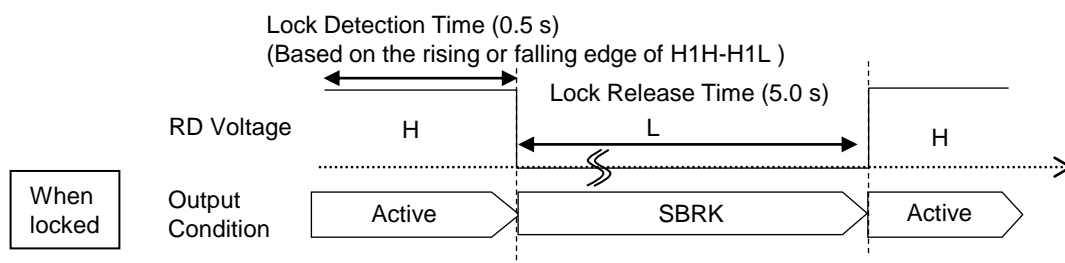 Lock Detection Time (0.5 s)
(Based on the rising or falling edge of H1H-H1L )
Lock Release Time (5.0 s)
RD Voltage
H
L
H
When
locked
Output
Condition
Active
SBRK
Active